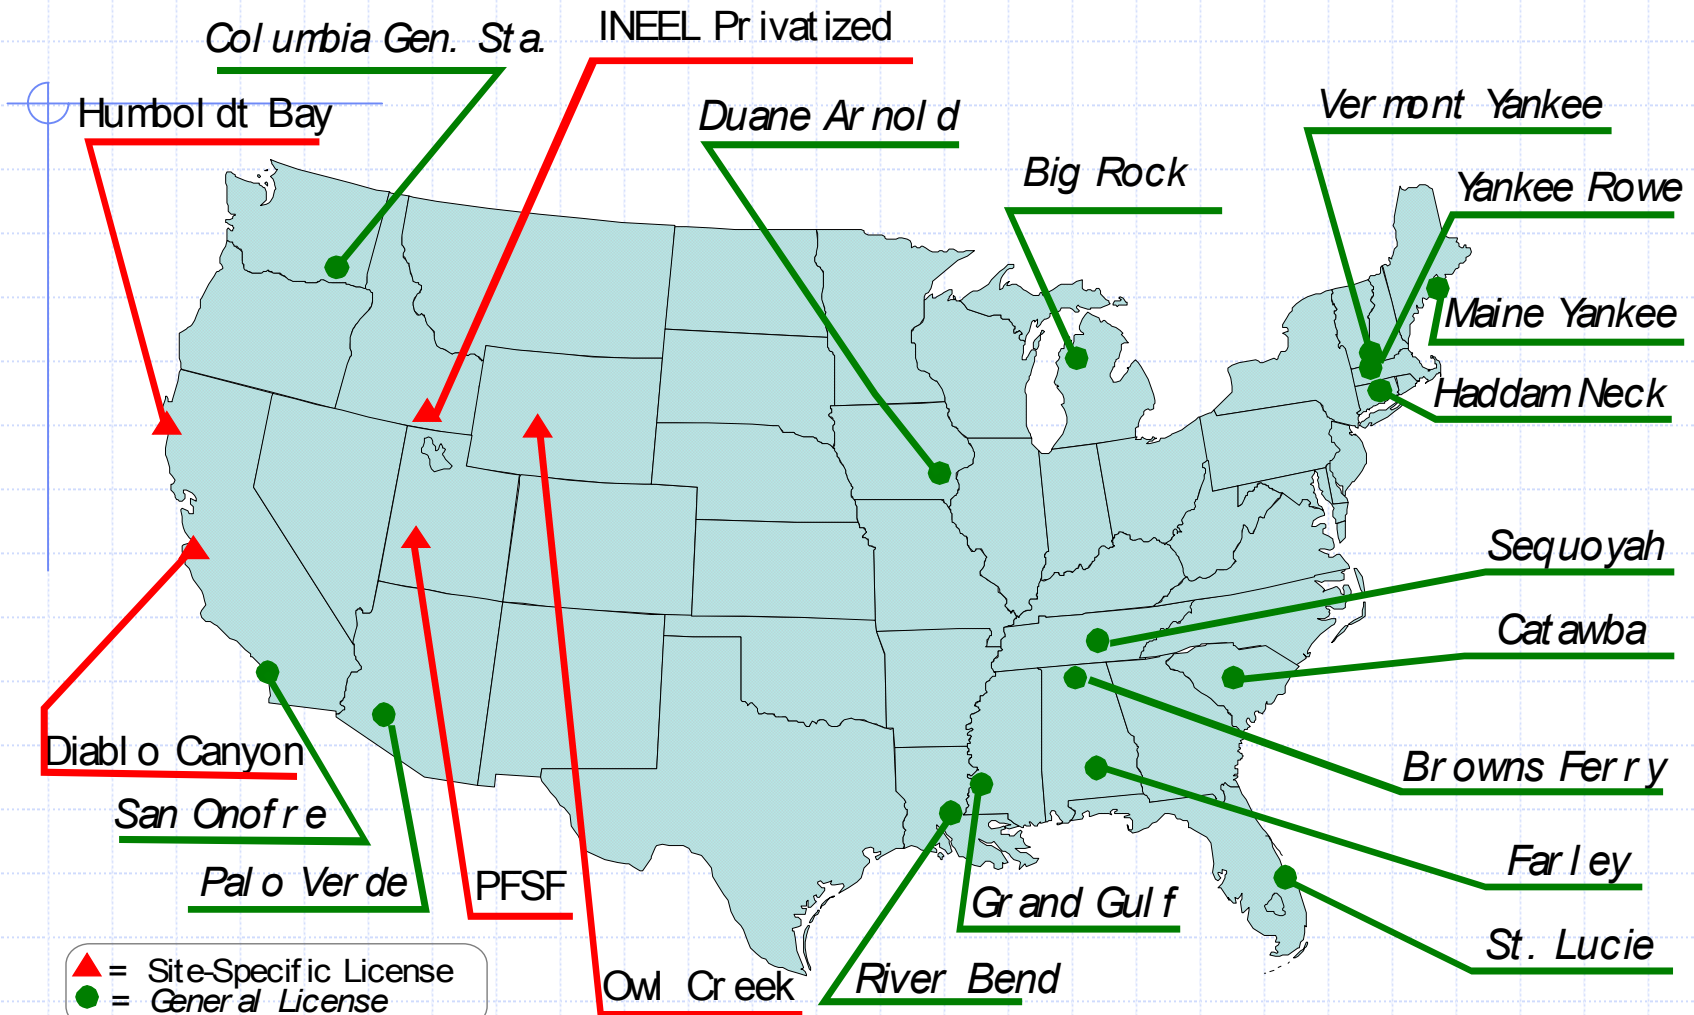 INEEL Privatized
Columbia Gen. Sta.
Humboldt Bay
Duane Arnold
Vermont Yankee
Big Rock
Yankee Rowe
Maine Yankee
Haddam Neck
Sequoyah
Catawba
Diablo Canyon
Browns Ferry
San Onofre
Farley
Palo Verde
PFSF
Grand Gulf
St. Lucie
Owl Creek
River Bend
= Site-Specific License
= General License